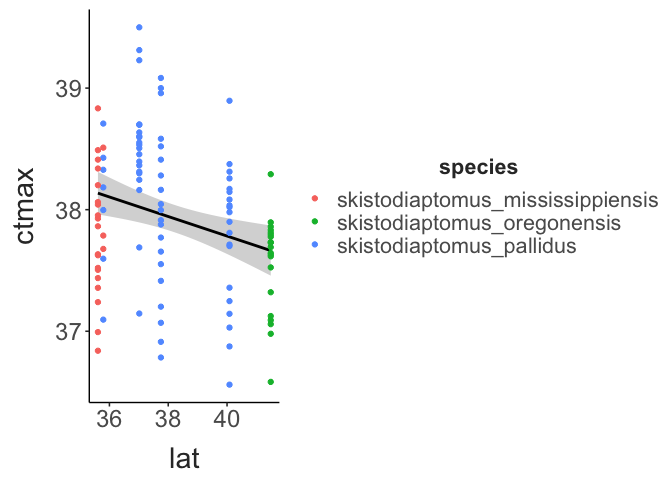 39
38
37
ctmax
36 38 40
lat
species
skistodiaptomus_mississippiensis
skistodiaptomus_oregonensis
skistodiaptomus_pallidus